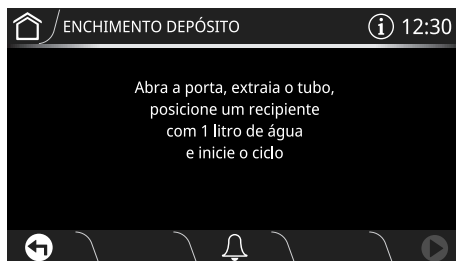 ENCHIMENTO DEPÓSITO
i 12:30
Abra a porta, extraia o tubo,
posicione um recipiente
com 1 litro de água
e inicie o ciclo